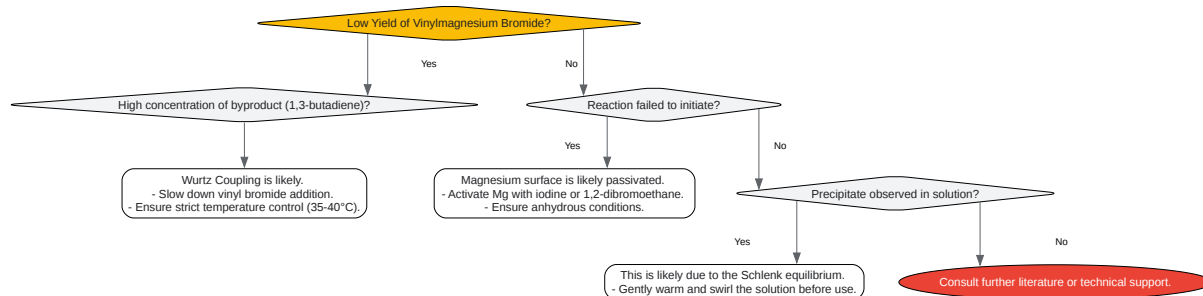 Low Yield of Vinylmagnesium Bromide?
Yes
No
High concentration of byproduct (1,3-butadiene)?
Reaction failed to initiate?
Yes
No
Wurtz Coupling is likely.
- Slow down vinyl bromide addition.
- Ensure strict temperature control (35-40°C).
Magnesium surface is likely passivated.
- Activate Mg with iodine or 1,2-dibromoethane.
- Ensure anhydrous conditions.
Precipitate observed in solution?
Yes
No
This is likely due to the Schlenk equilibrium.
- Gently warm and swirl the solution before use.
Consult further literature or technical support.